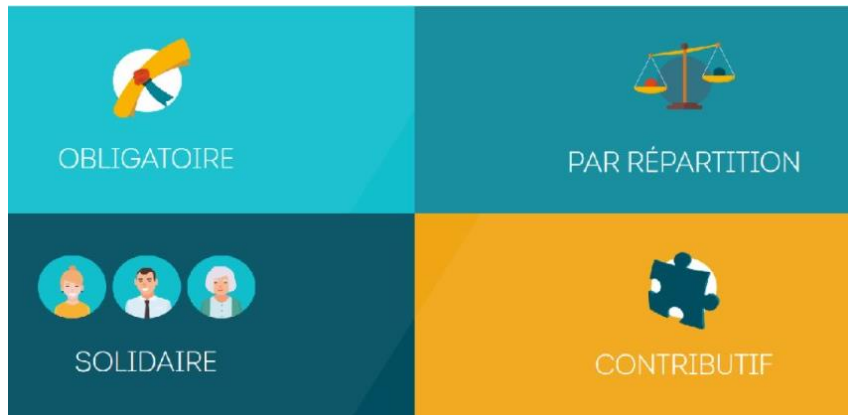 OBLIGATOIRE
PAR RÉPARTITION
SOLIDAIRE
CONTRIBUTIF